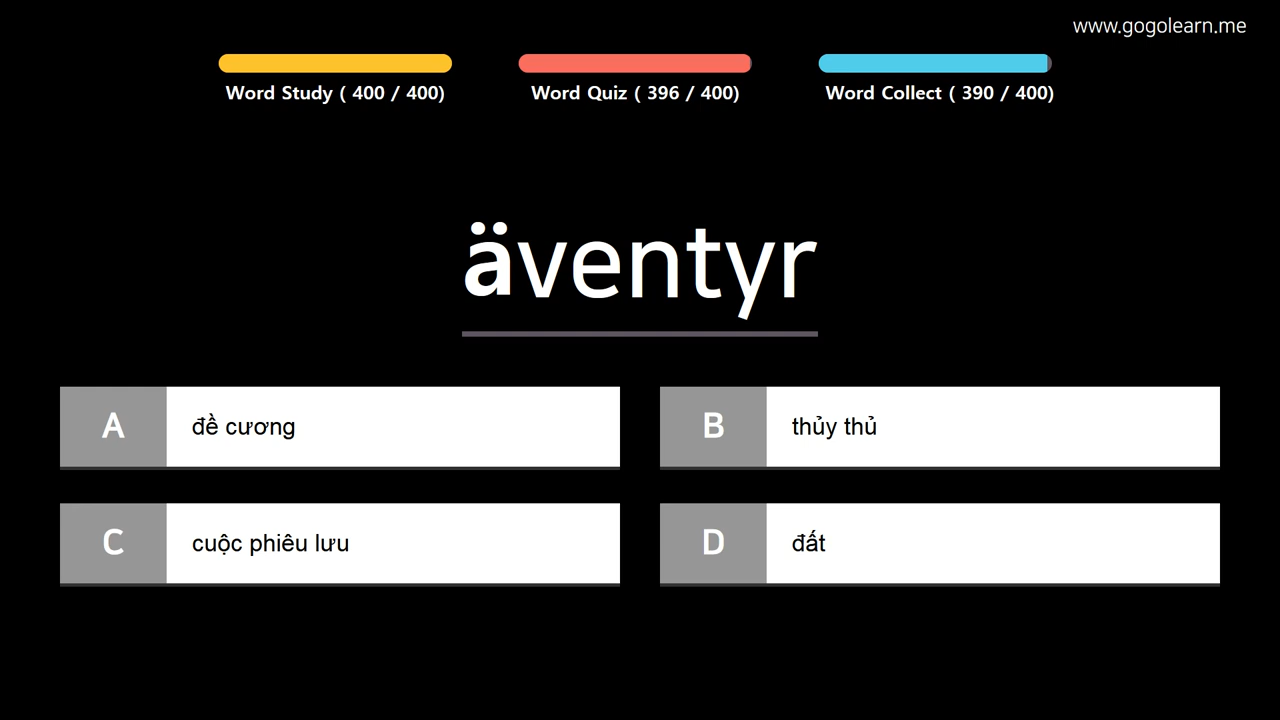 www.gogolearn.me
Word Study ( 400 / 400)
Word Quiz ( 396 / 400)
Word Collect ( 390 / 400)
äventyr
A
đề cương
B
thủy thủ
C
cuộc phiêu lưu
D
đất